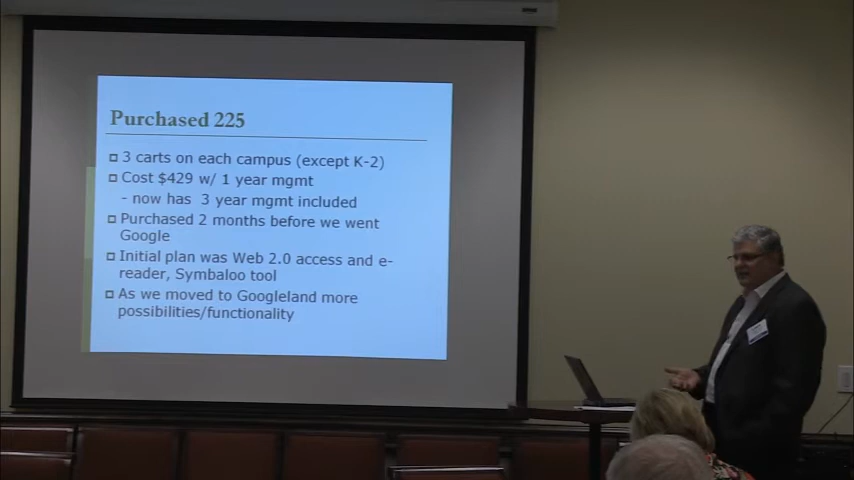 Purchased 225
3 carts on each campus (except K-2)
Cost $429 w/ 1 year mgmt
- now has 3 year mgmt included
Purchased 2 months before we went
Google
Initial plan was Web 2.0 access and e-
reader, Symbaloo tool
As we moved to Googleland more
possibilities/functionality